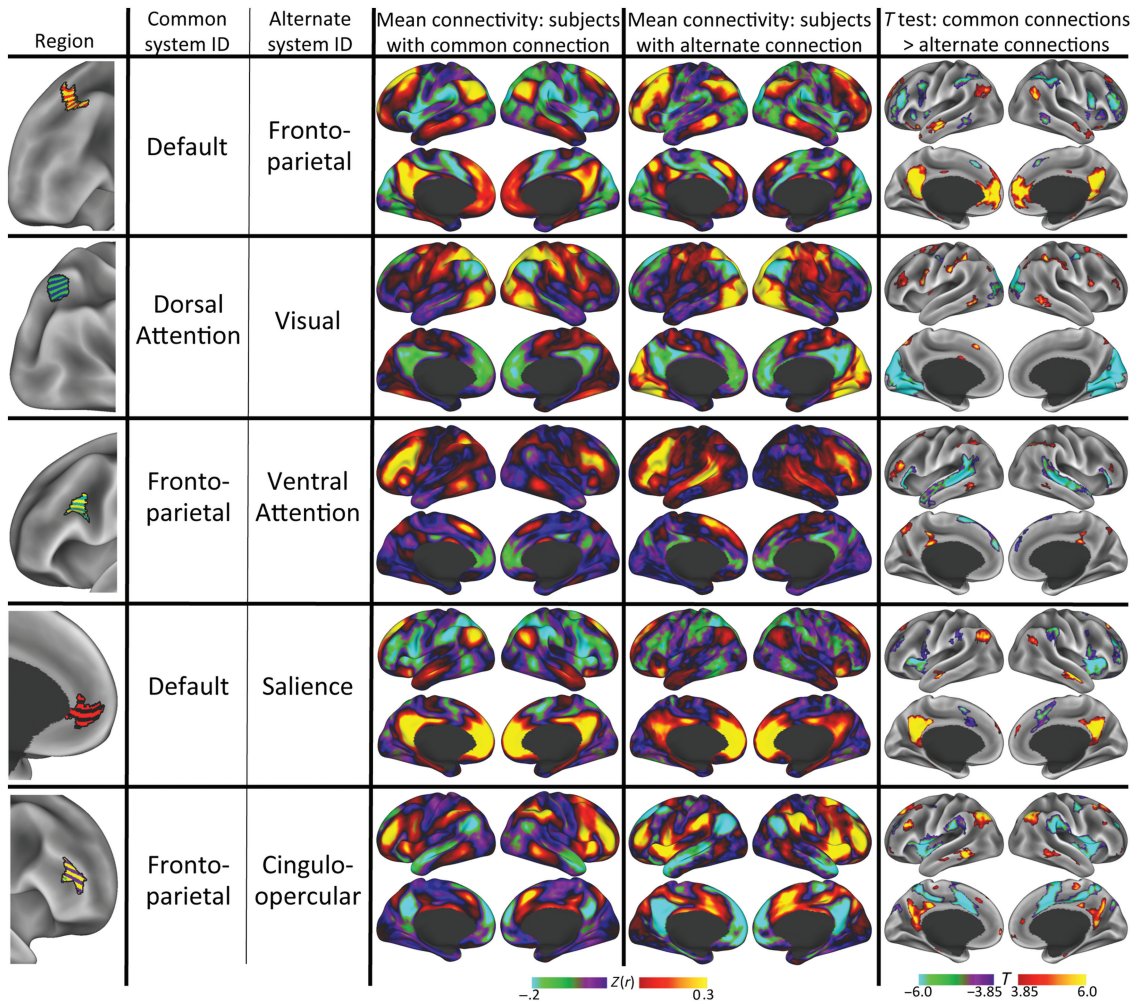 Region
Common
system ID
Alternate
system ID
Mean connectivity: subjects
with common connection
Mean connectivity: subjects
with alternate connection
T test: common connections
> alternate connections
Default
Fronto-
parietal
Dorsal
Attention
Visual
Fronto-
parietal
Ventral
Attention
Default
Salience
Fronto-
parietal
Cingulo-
opercular
–.2 Z(r) 0.3
–6.0 –3.85 T 3.85 6.0